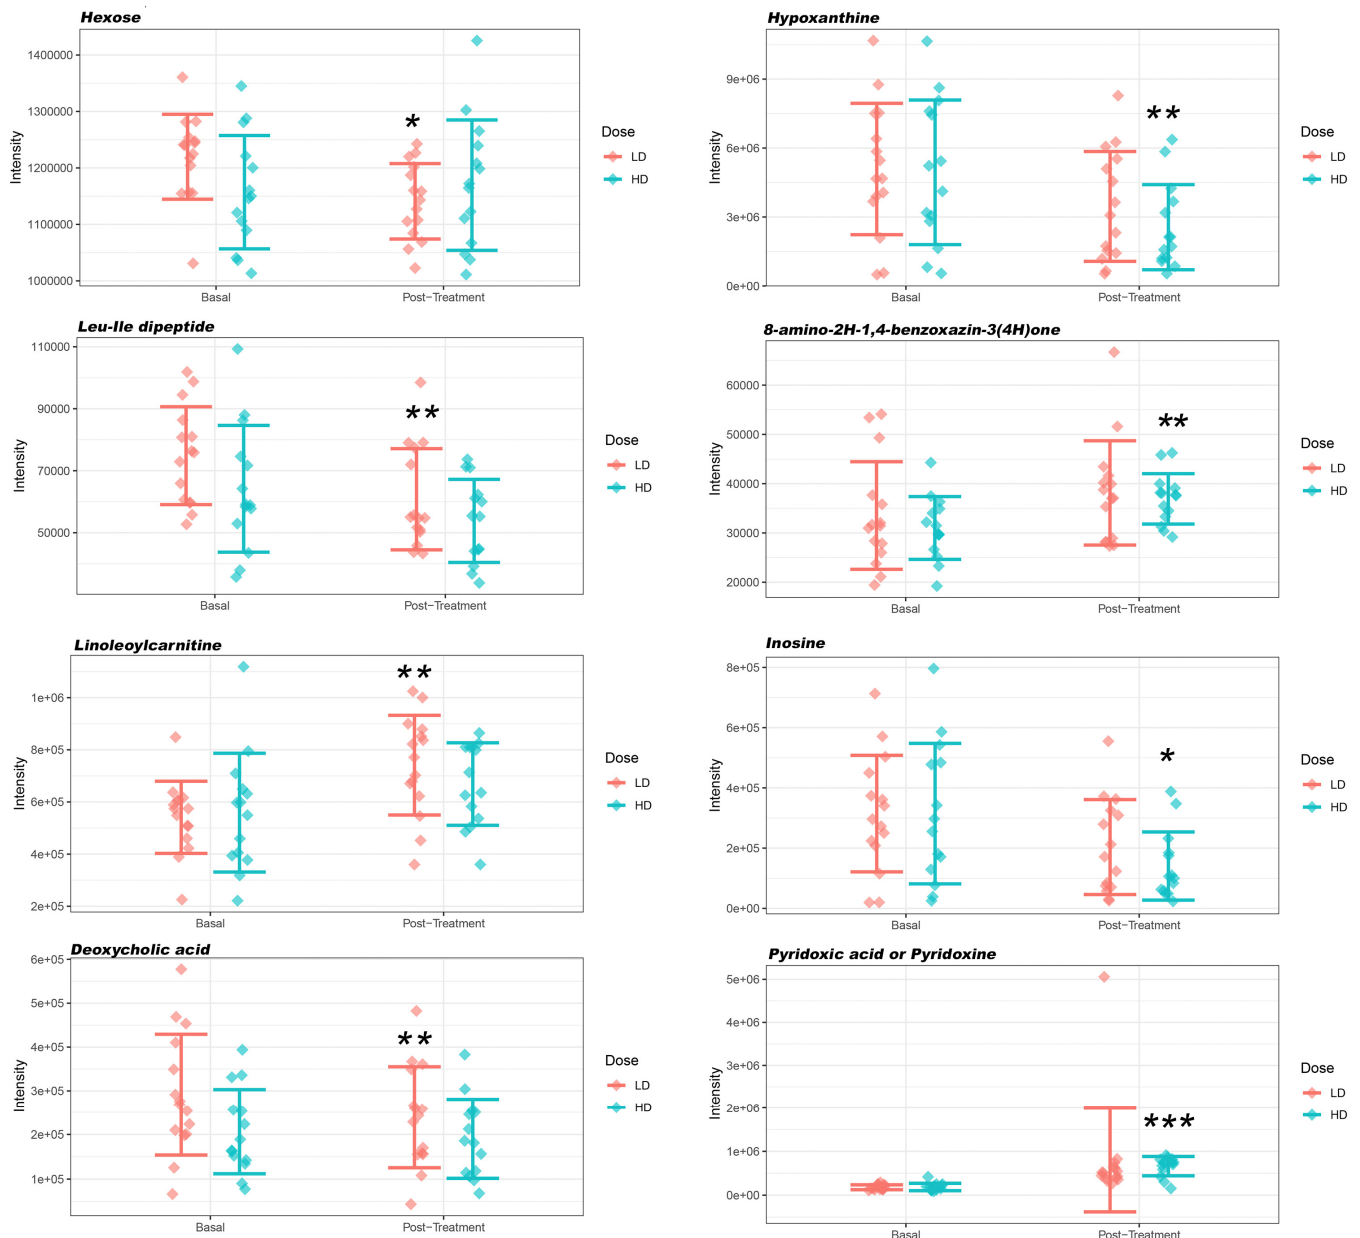 Hexose
Intensity
1400000
1300000
1200000
1100000
1000000
*
Basal
Post-Treatment
Dose
LD
HD
Hypoxanthine
Intensity
9e+06
6e+06
3e+06
0e+00
**
Basal
Post-Treatment
Dose
LD
HD
Leu-Ile dipeptide
Intensity
110000
90000
70000
50000
**
Basal
Post-Treatment
Dose
LD
HD
8-amino-2H-1,4-benzoxazin-3(4H)one
Intensity
60000
50000
40000
30000
20000
**
Basal
Post-Treatment
Dose
LD
HD
Linoleoylcarnitine
Intensity
1e+06
8e+05
6e+05
4e+05
2e+05
**
Basal
Post-Treatment
Dose
LD
HD
Inosine
Intensity
8e+05
6e+05
4e+05
2e+05
0e+00
*
Basal
Post-Treatment
Dose
LD
HD
Deoxycholic acid
Intensity
6e+05
5e+05
4e+05
3e+05
2e+05
1e+05
**
Basal
Post-Treatment
Dose
LD
HD
Pyridoxic acid or Pyridoxine
Intensity
5e+06
4e+06
3e+06
2e+06
1e+06
0e+00
***
Basal
Post-Treatment
Dose
LD
HD